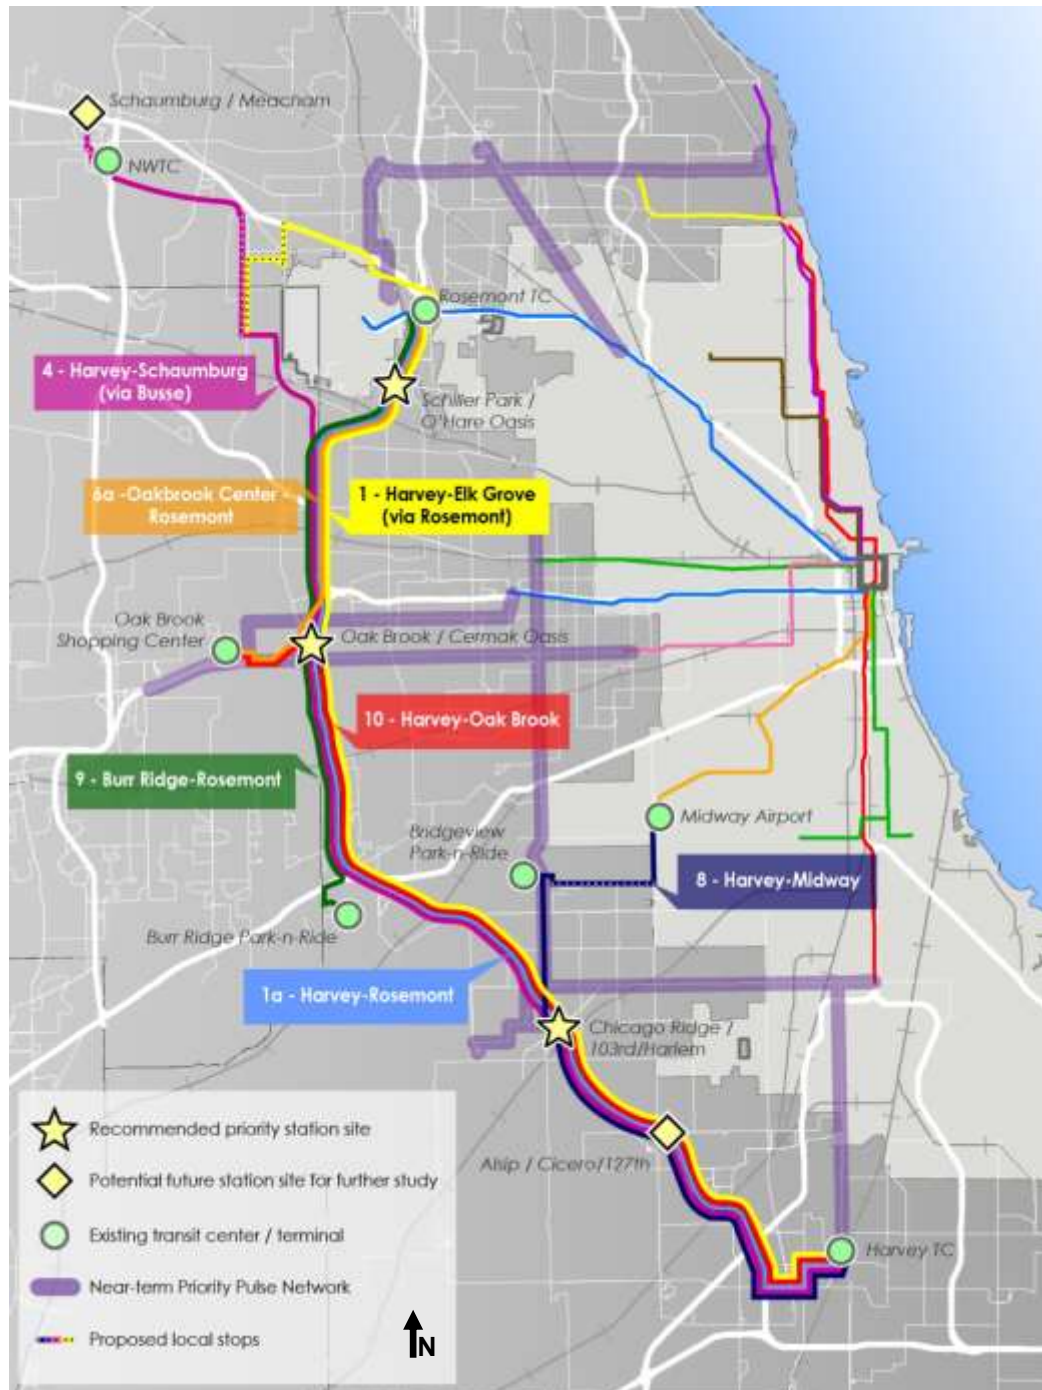 Schaumburg / Meacham
NWTC
Rosemont TC
4 - Harvey-Schaumburg
(via Busse)
Schiller Park /
O'Hare Oasis
6a -Oakbrook Center -
Rosemont
1 - Harvey-Elk Grove
(via Rosemont)
Oak Brook
Shopping Center
Oak Brook / Cermak Oasis
10 - Harvey-Oak Brook
9 - Burr Ridge-Rosemont
Midway Airport
Bridgeview
Park-n-Ride
8 - Harvey-Midway
Burr Ridge Park-n-Ride
1a - Harvey-Rosemont
Chicago Ridge /
103rd/Harlem
Alsip / Cicero/127th
Harvey TC
Recommended priority station site
Potential future station site for further study
Existing transit center / terminal
Near-term Priority Pulse Network
Proposed local stops
N